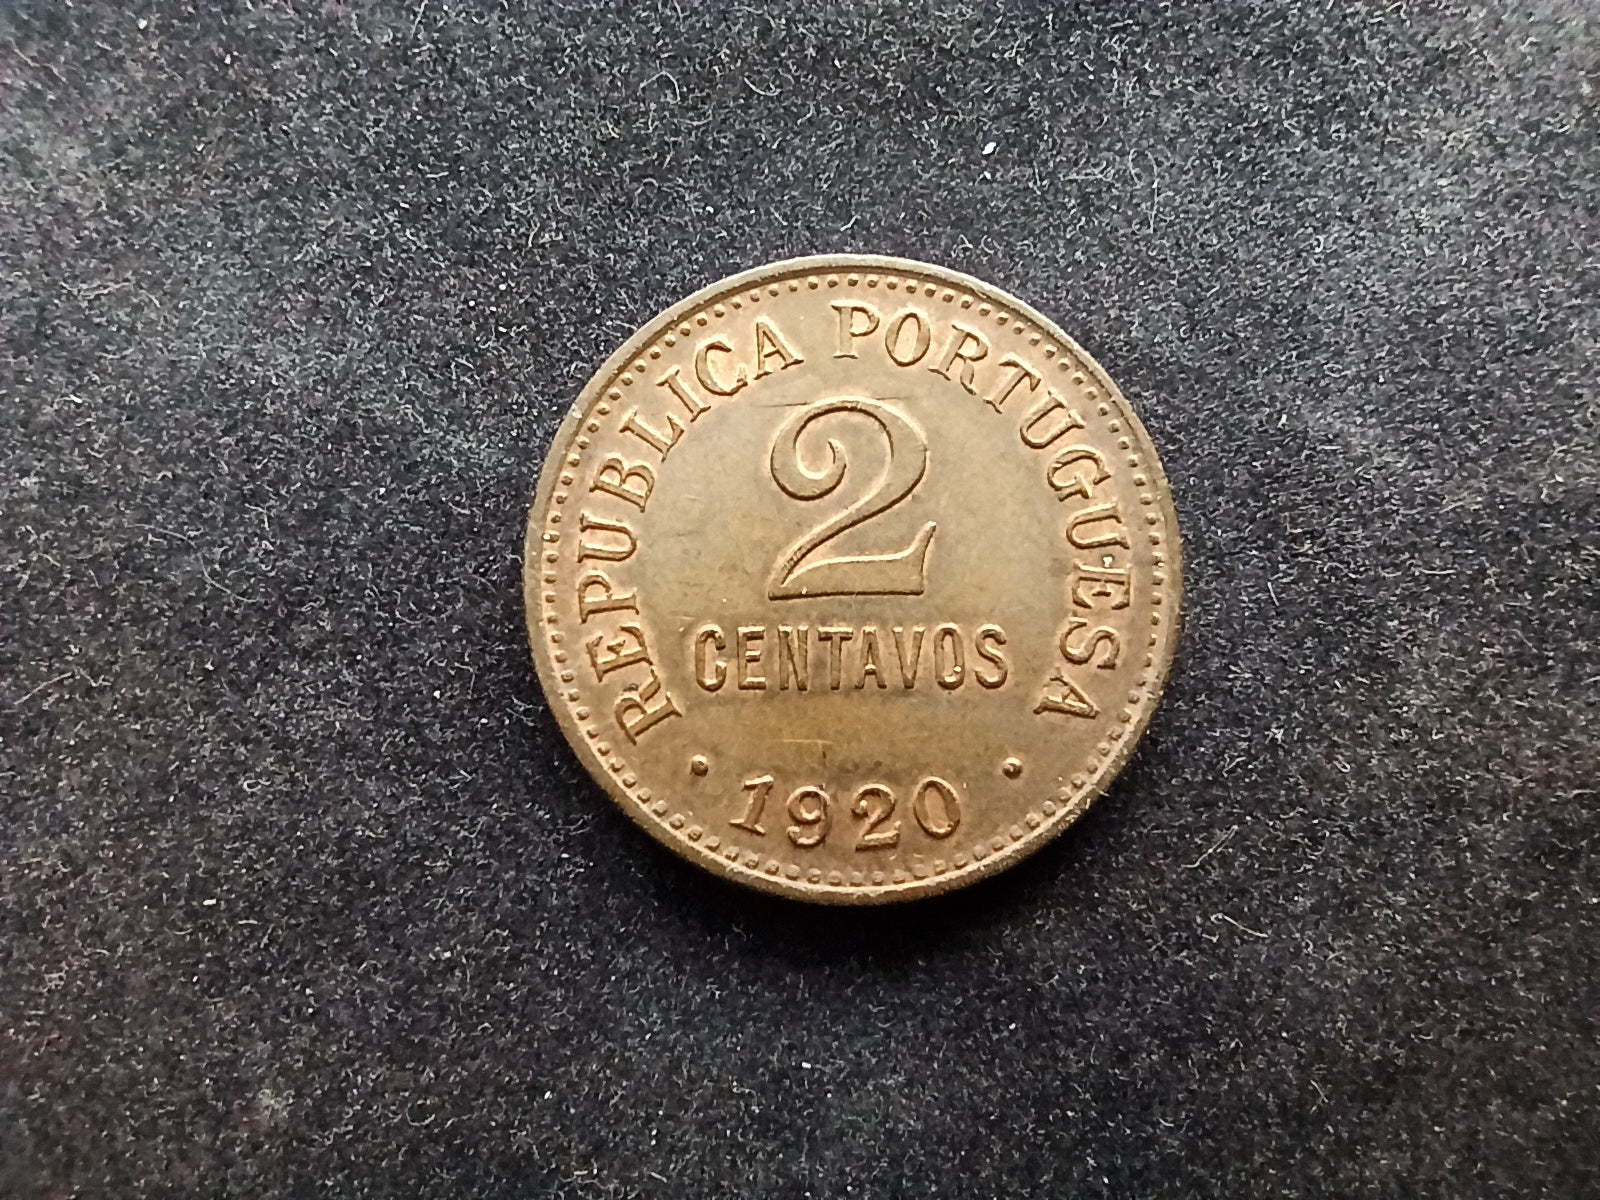 REPUBLICA PORTUGUESA
2
CENTAVOS
• 1920 •